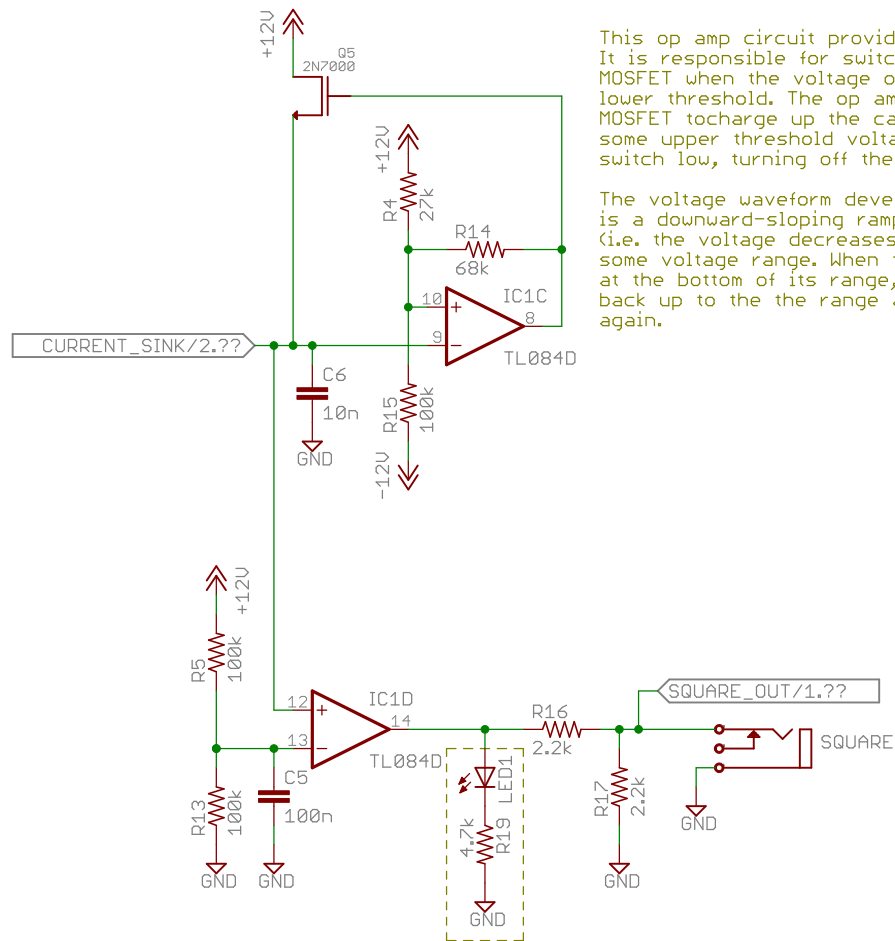 This op amp circuit provid
It is responsible for switc
MOSFET when the voltage o
lower threshold. The op am
MOSFET tocharge up the ca
some upper threshold volta
switch low, turning off the
The voltage waveform deve
is a downward-sloping ramp
(i.e. the voltage decreases
some voltage range. When
at the bottom of its range,
back up to the the range
again.
+12V
Q5
2N7000
+12V
R4
27k
R14
68k
IC1C
10
+
8
9
-
TL084D
CURRENT_SINK/2.??
C6
10n
GND
R15
100k
-12V
+12V
R5
100k
IC1D
12
+
14
13
-
TL084D
R13
100k
C5
100n
GND
GND
LED1
4.7k
R19
GND
R16
2.2k
SQUARE_OUT/1.??
R17
2.2k
GND
SQUARE
GND